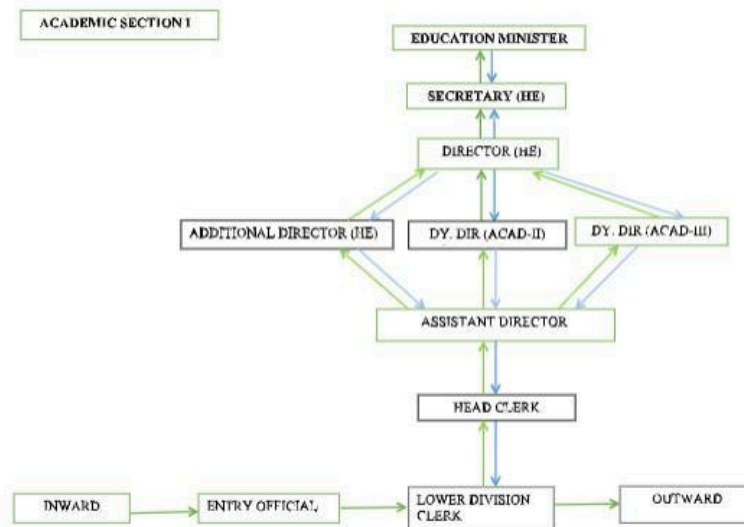 ACADEMIC SECTION I
EDUCATION MINISTER
SECRETARY (HE)
DIRECTOR (HE)
ADDITIONAL DIRECTOR (HE)
DY. DIR (ACAD-II)
DY. DIR (ACAD-III)
ASSISTANT DIRECTOR
HEAD CLERK
INWARD
ENTRY OFFICIAL
LOWER DIVISION
CLERK
OUTWARD